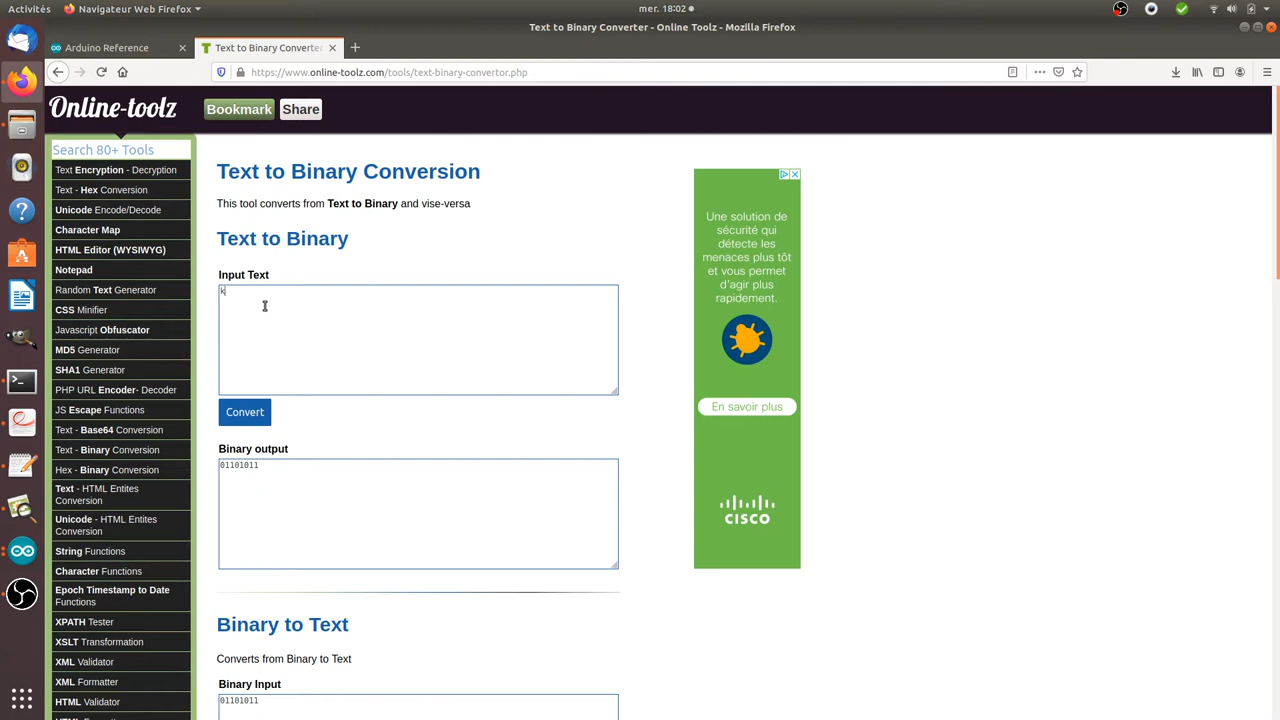 Activités
Navigateur Web Firefox
mer. 18:02
Text to Binary Converter - Online Toolz - Mozilla Firefox
Arduino Reference
Text to Binary Converter
https://www.online-toolz.com/tools/text-binary-convertor.php
Online-toolz
Bookmark
Share
Search 80+ Tools
Text Encryption - Decryption
Text - Hex Conversion
Unicode Encode/Decode
Character Map
HTML Editor (WYSIWYG)
Notepad
Random Text Generator
CSS Minifier
Javascript Obfuscator
MD5 Generator
SHA1 Generator
PHP URL Encoder- Decoder
JS Escape Functions
Text - Base64 Conversion
Text - Binary Conversion
Hex - Binary Conversion
Text - HTML Entites
Conversion
Unicode - HTML Entites
Conversion
String Functions
Character Functions
Epoch Timestamp to Date
Functions
XPATH Tester
XSLT Transformation
XML Validator
XML Formatter
HTML Validator
Text to Binary Conversion
This tool converts from Text to Binary and vise-versa
Text to Binary
Input Text
k
Convert
Binary output
01101011
Binary to Text
Converts from Binary to Text
Binary Input
01101011
Une solution de
sécurité qui
détecte les
menaces plus tôt
et vous permet
d'agir plus
rapidement.
En savoir plus
CISCO